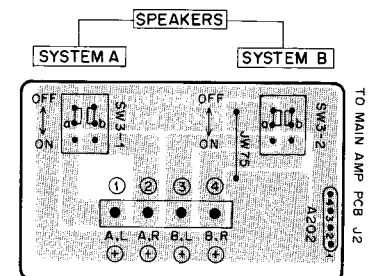 SPEAKERS
SYSTEM A
SYSTEM B
OFF
ON
a b
SW3-1
OFF
ON
JW75
a b
SW3-2
TO MAIN AMP PCB J2
① ② ③ ④
A.L A.R B.L B.R
⊕ ⊕ ⊕ ⊕
A202